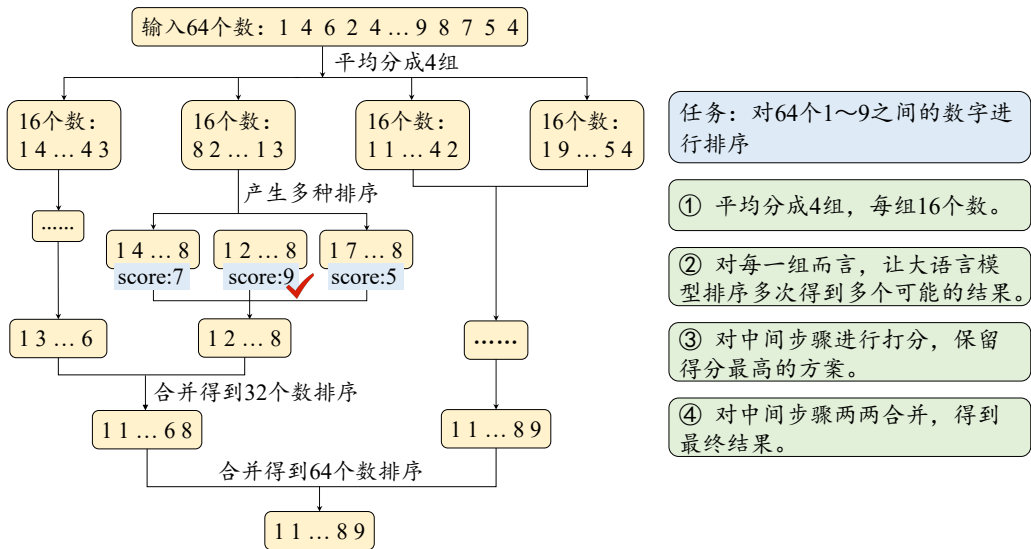 输入64个数：1 4 6 2 4 … 9 8 7 5 4
平均分成4组
16个数：
1 4 … 4 3
16个数：
8 2 … 1 3
16个数：
1 1 … 4 2
16个数：
1 9 … 5 4
产生多种排序
……
1 4 … 8
score:7
1 2 … 8
score:9
1 7 … 8
score:5
1 3 … 6
1 2 … 8
……
合并得到32个数排序
1 1 … 6 8
1 1 … 8 9
合并得到64个数排序
1 1 … 8 9
任务：对64个1～9之间的数字进
行排序
① 平均分成4组，每组16个数。
② 对每一组而言，让大语言模
型排序多次得到多个可能的结果。
③ 对中间步骤进行打分，保留
得分最高的方案。
④ 对中间步骤两两合并，得到
最终结果。